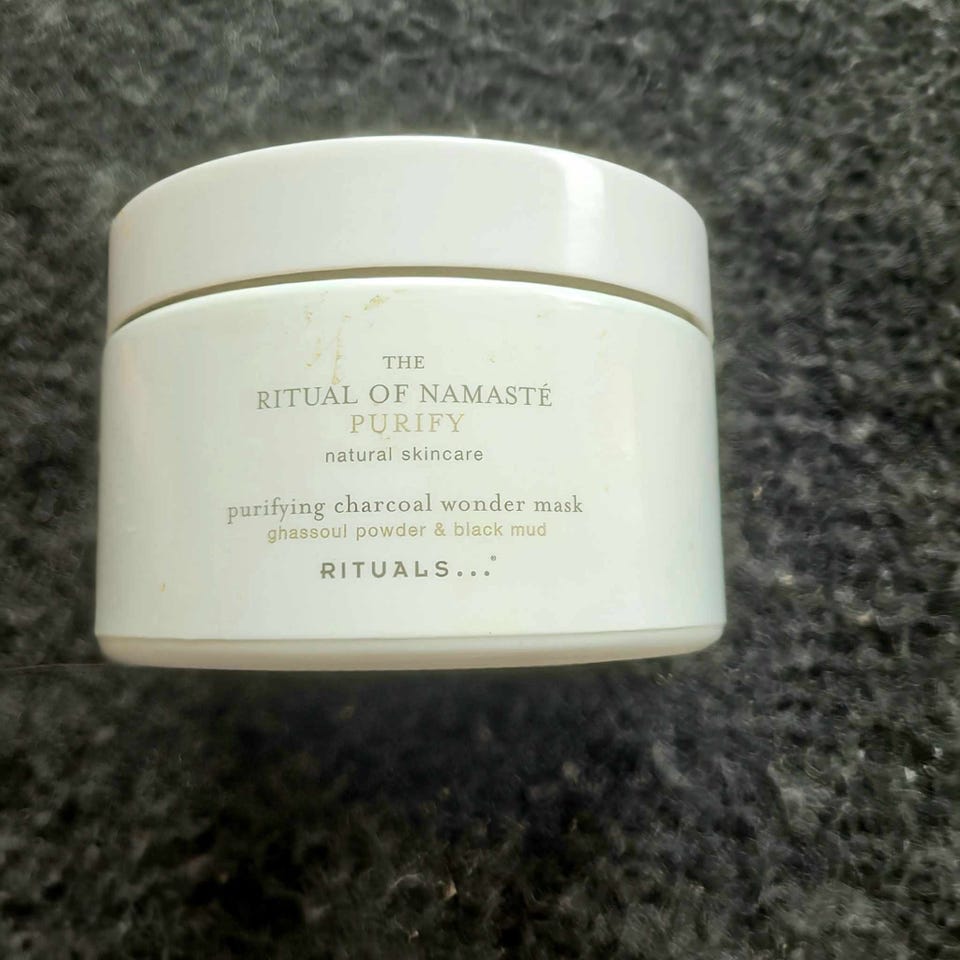 THE
RITUAL OF NAMASTÉ
PURIFY
natural skincare
purifying charcoal wonder mask
ghassoul powder & black mud
RITUALS...®